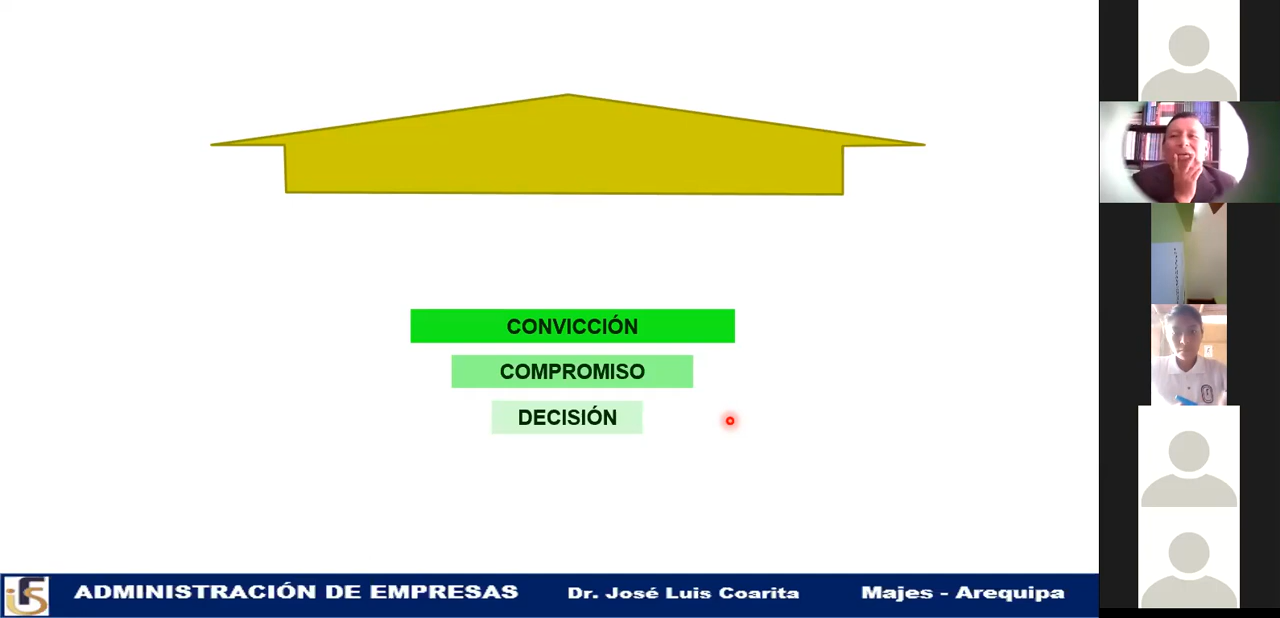 CONVICCIÓN
COMPROMISO
DECISIÓN
ADMINISTRACIÓN DE EMPRESAS Dr. José Luis Coarita Majes - Arequipa